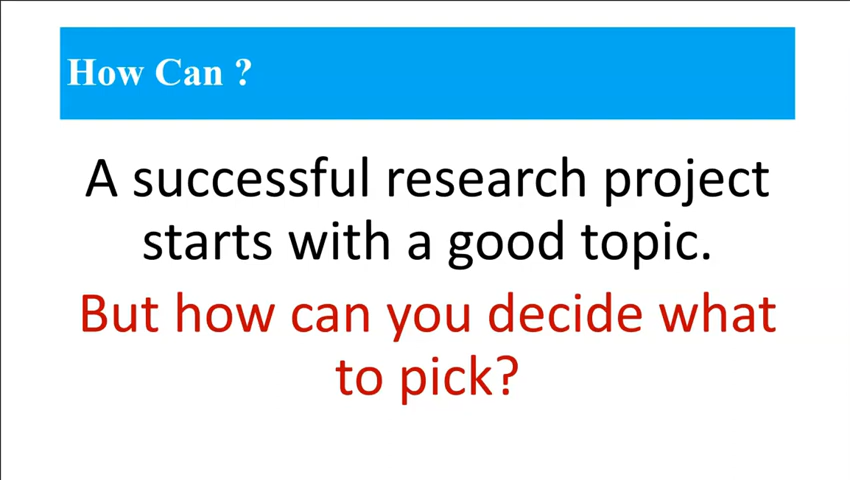 How Can ?
A successful research project
starts with a good topic.
But how can you decide what
to pick?